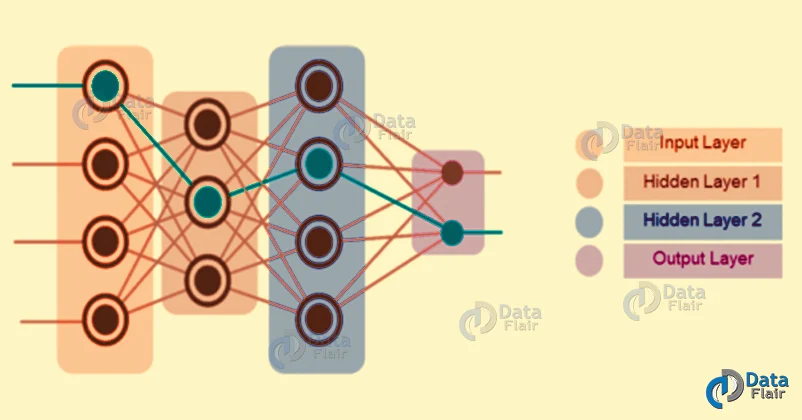 Data
Flair
Data
Flair
Data
Flair
Input Layer
Hidden Layer 1
Hidden Layer 2
Output Layer
Data
Flair
Data
Flair
Data
Flair
Data
Flair